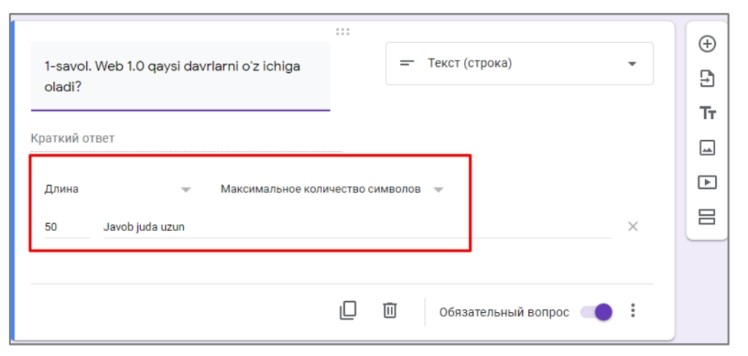 1-savol. Web 1.0 qaysi davrlarni o'z ichiga
oladi?
Текст (строка)
Краткий ответ
Длина
Максимальное количество символов
50
Javob juda uzun
Обязательный вопрос
Тт